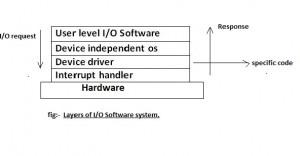 Response
I/O request
User level I/O Software
Device independent os
Device driver
specific code
Interrupt handler
Hardware
fig:- Layers of I/O Software system.